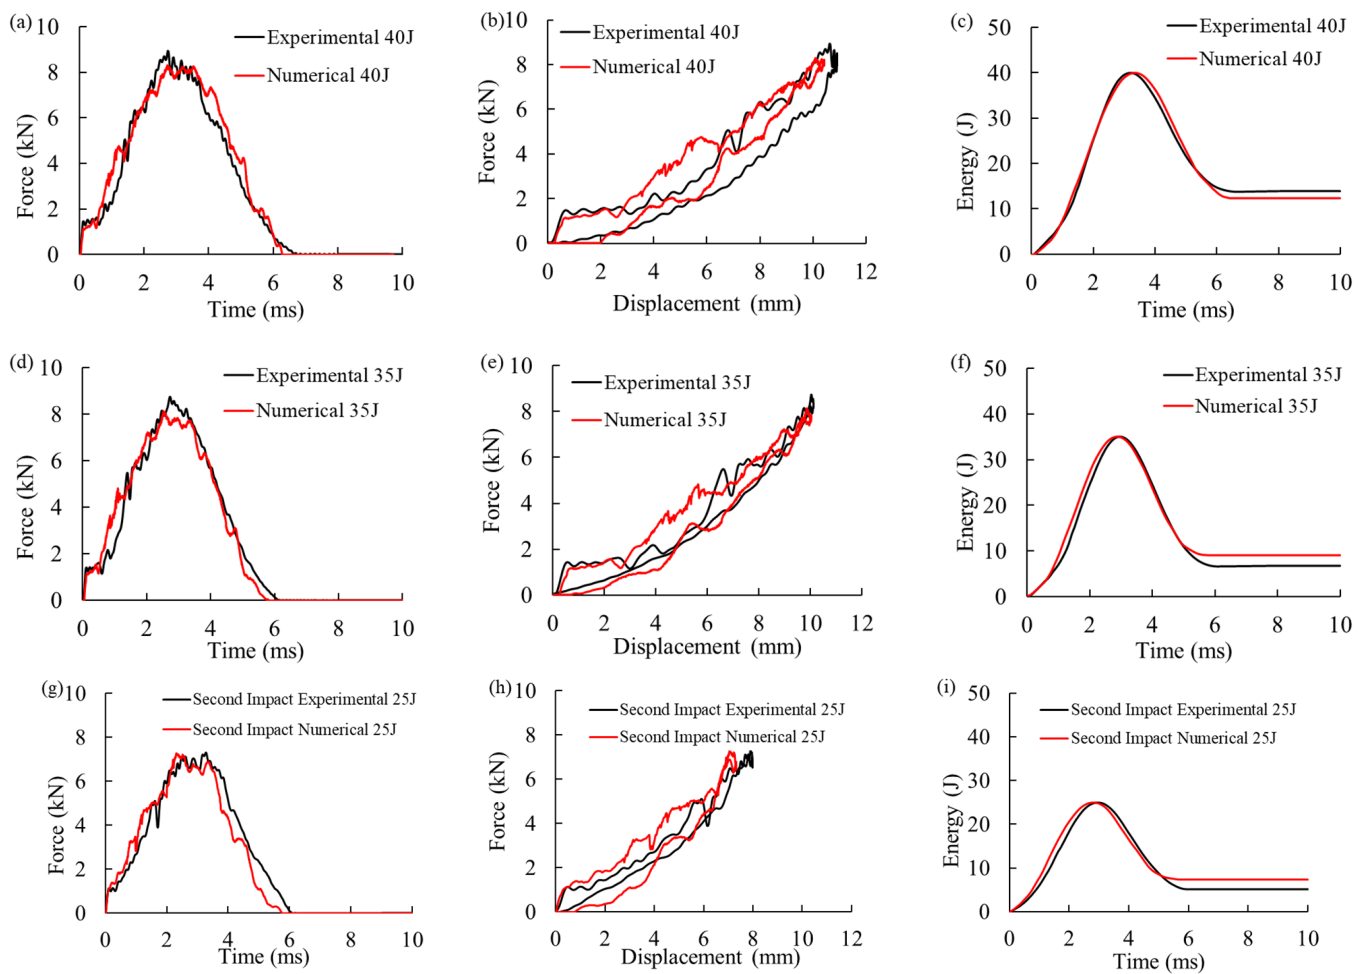 (a)
10
8
6
4
2
0
Force (kN)
Experimental 40J
Numerical 40J
0 2 4 6 8 10
Time (ms)
(b)
10
8
6
4
2
0
Force (kN)
Experimental 40J
Numerical 40J
0 2 4 6 8 10 12
Displacement (mm)
(c)
50
40
30
20
10
0
Energy (J)
Experimental 40J
Numerical 40J
0 2 4 6 8 10
Time (ms)
(d)
10
8
6
4
2
0
Force (kN)
Experimental 35J
Numerical 35J
0 2 4 6 8 10
Time (ms)
(e)
10
8
6
4
2
0
Force (kN)
Experimental 35J
Numerical 35J
0 2 4 6 8 10 12
Displacement (mm)
(f)
50
40
30
20
10
0
Energy (J)
Experimental 35J
Numerical 35J
0 2 4 6 8 10
Time (ms)
(g)
10
8
6
4
2
0
Force (kN)
Second Impact Experimental 25J
Second Impact Numerical 25J
0 2 4 6 8 10
Time (ms)
(h)
10
8
6
4
2
0
Force (kN)
Second Impact Experimental 25J
Second Impact Numerical 25J
0 2 4 6 8 10 12
Displacement (mm)
(i)
50
40
30
20
10
0
Energy (J)
Second Impact Experimental 25J
Second Impact Numerical 25J
0 2 4 6 8 10
Time (ms)